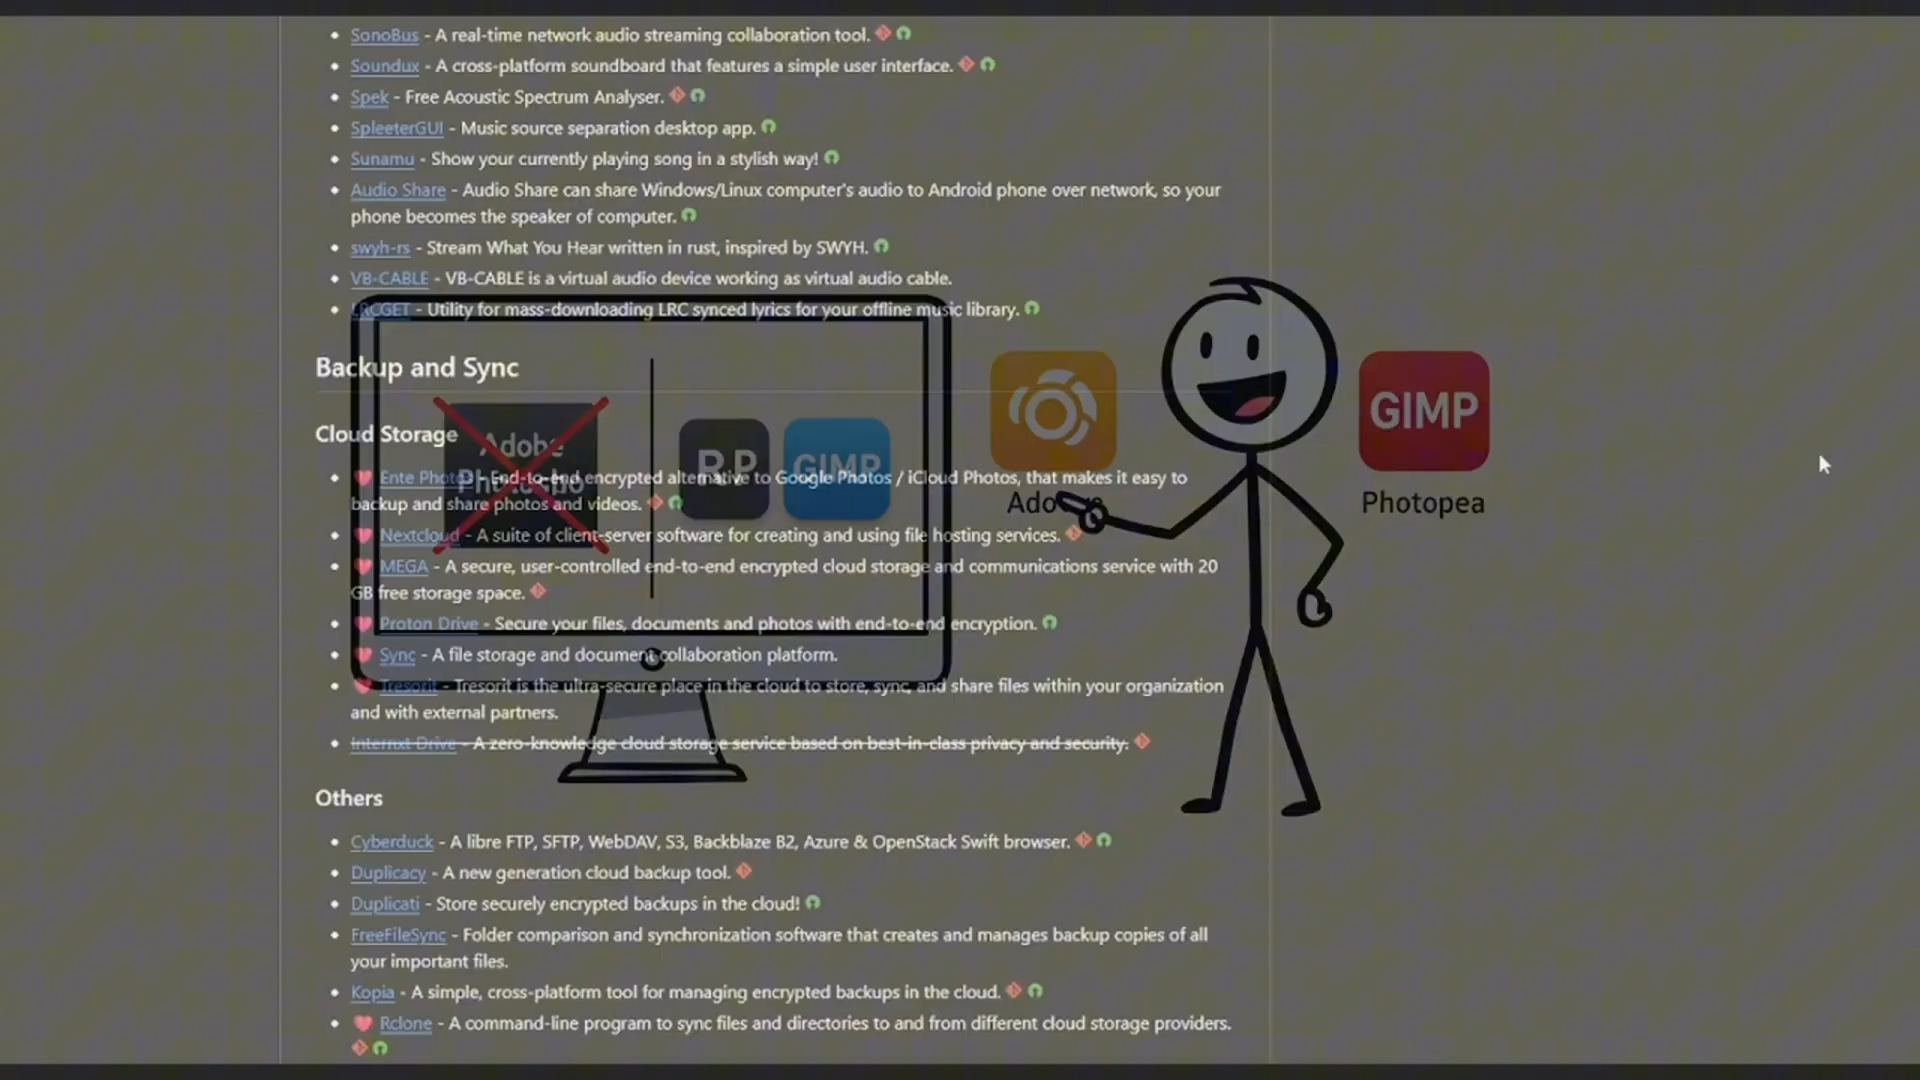 SonoBus - A real-time network audio streaming collaboration tool.
Soundux - A cross-platform soundboard that features a simple user interface.
Spek - Free Acoustic Spectrum Analyser.
SpleeterGUI - Music source separation desktop app.
Sunamu - Show your currently playing song in a stylish way!
Audio Share - Audio Share can share Windows/Linux computer's audio to Android phone over network, so your
phone becomes the speaker of computer.
swyh-rs - Stream What You Hear written in rust, inspired by SWYH.
VB-CABLE - VB-CABLE is a virtual audio device working as virtual audio cable.
LRCGET - Utility for mass-downloading LRC synced lyrics for your offline music library.
Backup and Sync
Cloud Storage
Adobe
RP
GIMP
GIMP
Photopea
Ente Photos - End-to-end encrypted alternative to Google Photos / iCloud Photos, that makes it easy to
backup and share photos and videos.
Nextcloud - A suite of client-server software for creating and using file hosting services.
MEGA - A secure, user-controlled end-to-end encrypted cloud storage and communications service with 20
GB free storage space.
Proton Drive - Secure your files, documents and photos with end-to-end encryption.
Sync - A file storage and document collaboration platform.
Tresorit - Tresorit is the ultra-secure place in the cloud to store, sync, and share files within your organization
and with external partners.
Internxt Drive - A zero-knowledge cloud storage service based on best-in-class privacy and security.
Others
Cyberduck - A libre FTP, SFTP, WebDAV, S3, Backblaze B2, Azure & OpenStack Swift browser.
Duplicacy - A new generation cloud backup tool.
Duplicati - Store securely encrypted backups in the cloud!
FreeFileSync - Folder comparison and synchronization software that creates and manages backup copies of all
your important files.
Kopia - A simple, cross-platform tool for managing encrypted backups in the cloud.
Rclone - A command-line program to sync files and directories to and from different cloud storage providers.